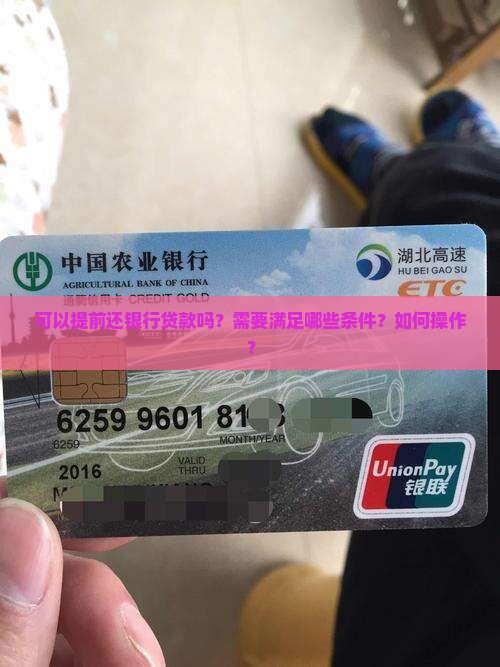 中国农业银行
AGRICULTURAL BANK OF CHINA
CREDIT GOLD
湖北高速
HU BEI GAO SU
ETC
可以提前还银行贷款吗？需要满足哪些条件？如何操作
？
6259 9601 81
6259
MONTH/YEAR
2016
VALID
THRU
UnionPay
银联